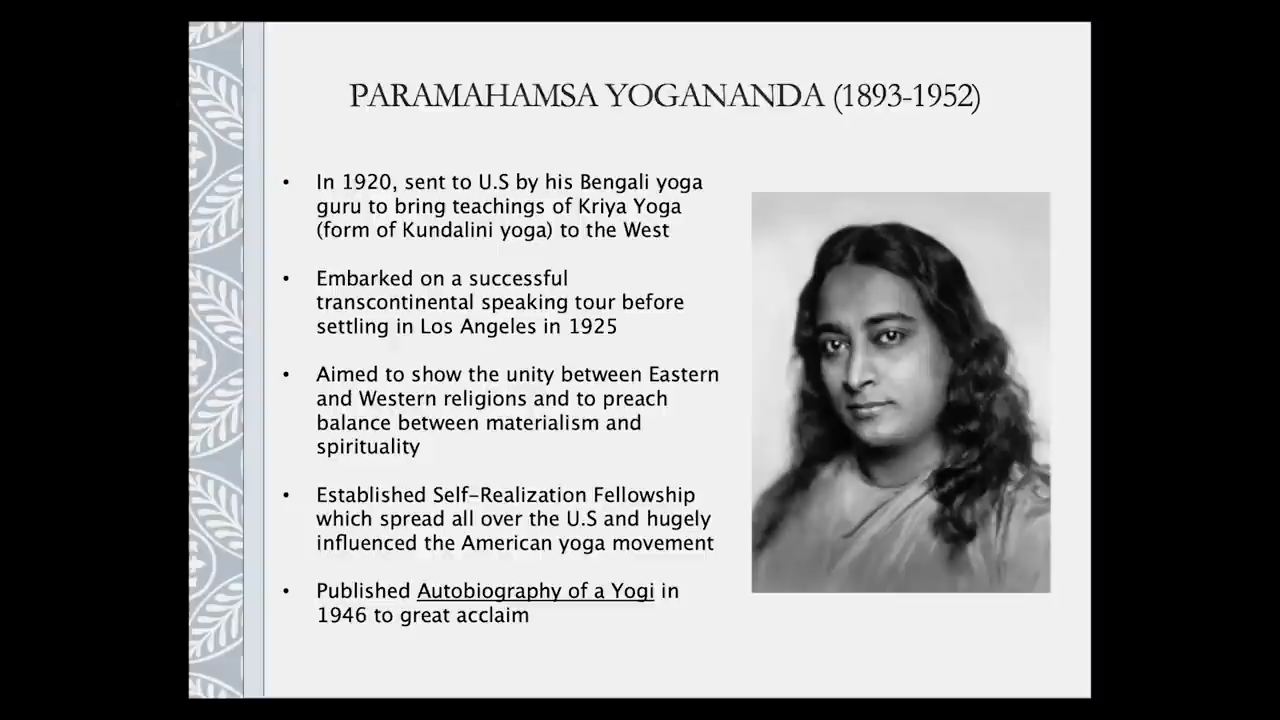 PARAMAHAMSA YOGANANDA (1893-1952)
• In 1920, sent to U.S by his Bengali yoga
guru to bring teachings of Kriya Yoga
(form of Kundalini yoga) to the West
• Embarked on a successful
transcontinental speaking tour before
settling in Los Angeles in 1925
• Aimed to show the unity between Eastern
and Western religions and to preach
balance between materialism and
spirituality
• Established Self-Realization Fellowship
which spread all over the U.S and hugely
influenced the American yoga movement
• Published Autobiography of a Yogi in
1946 to great acclaim